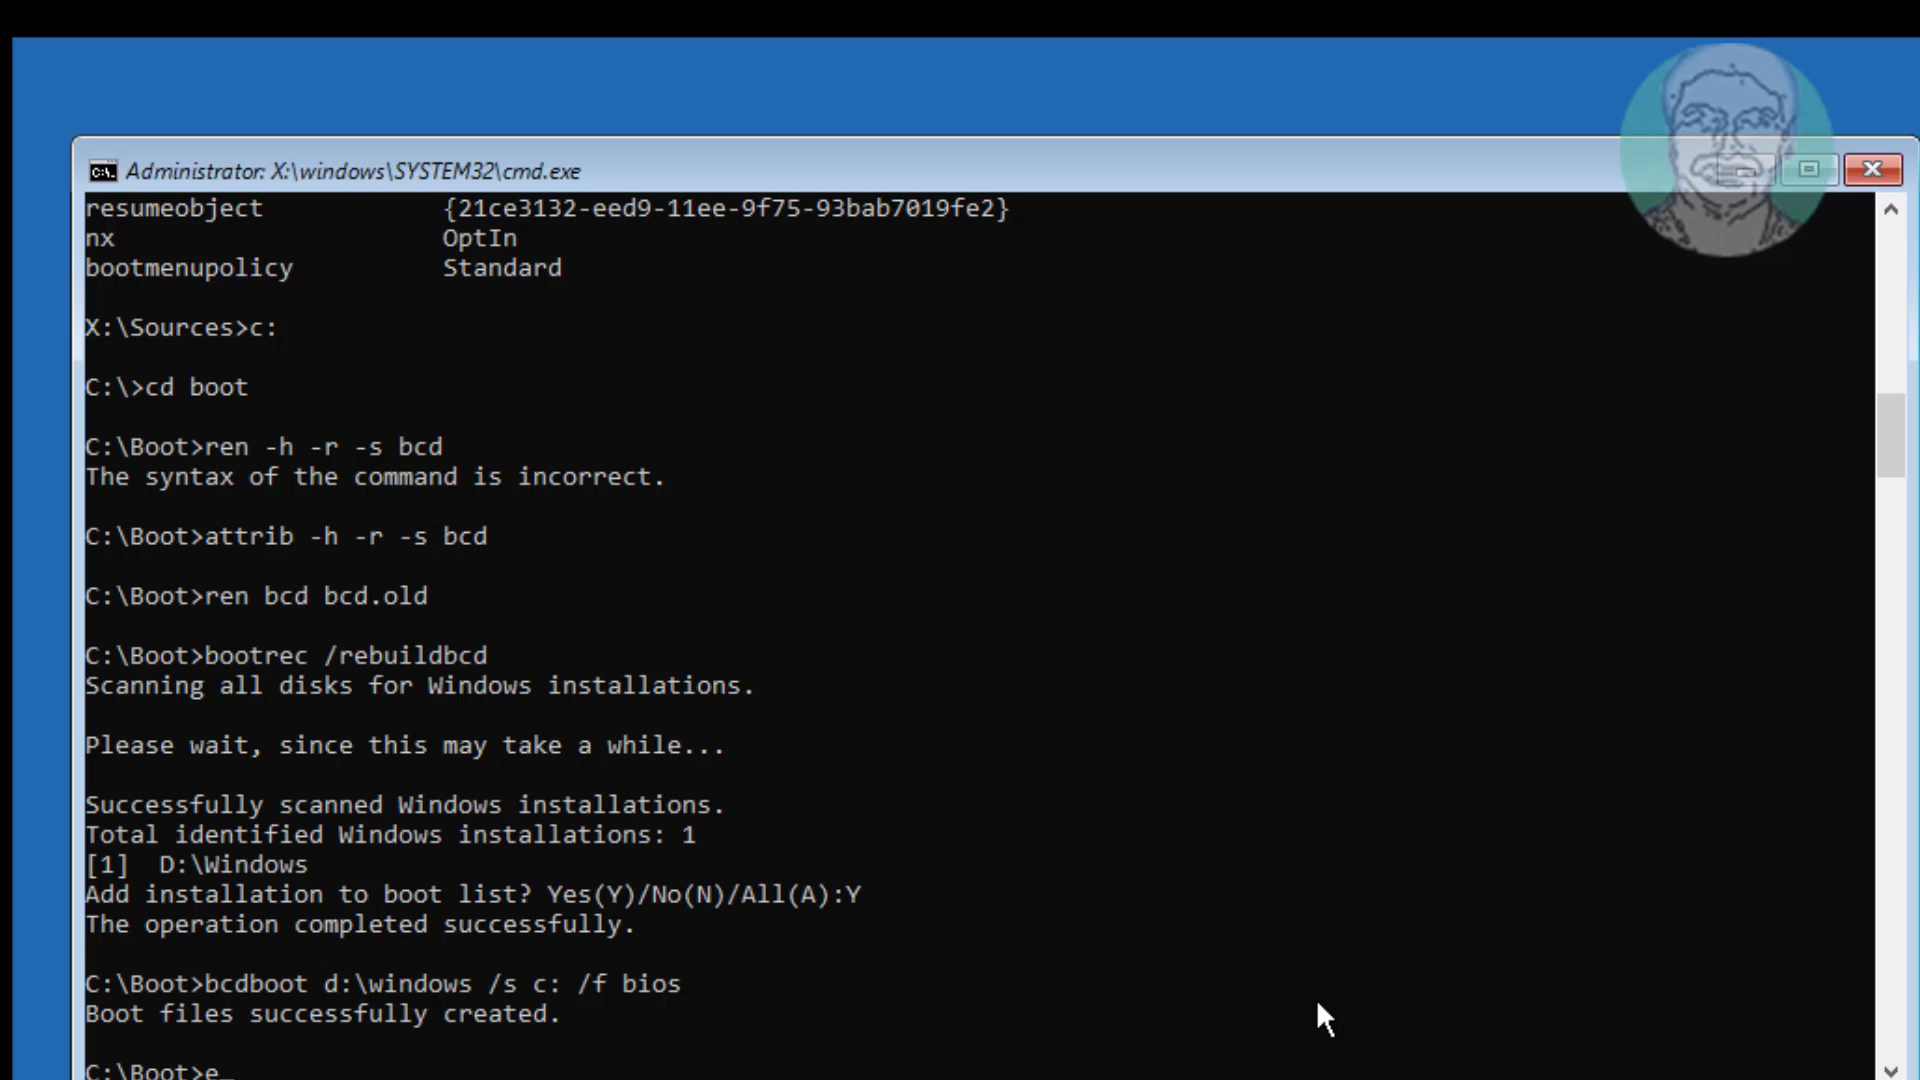 Administrator: X:\windows\SYSTEM32\cmd.exe
resumeobject            {21ce3132-eed9-11ee-9f75-93bab7019fe2}
nx                      OptIn
bootmenupolicy          Standard
X:\Sources>c:
C:\>cd boot
C:\Boot>ren -h -r -s bcd
The syntax of the command is incorrect.
C:\Boot>attrib -h -r -s bcd
C:\Boot>ren bcd bcd.old
C:\Boot>bootrec /rebuildbcd
Scanning all disks for Windows installations.
Please wait, since this may take a while...
Successfully scanned Windows installations.
Total identified Windows installations: 1
[1]  D:\Windows
Add installation to boot list? Yes(Y)/No(N)/All(A):Y
The operation completed successfully.
C:\Boot>bcdboot d:\windows /s c: /f bios
Boot files successfully created.
C:\Boot>e_